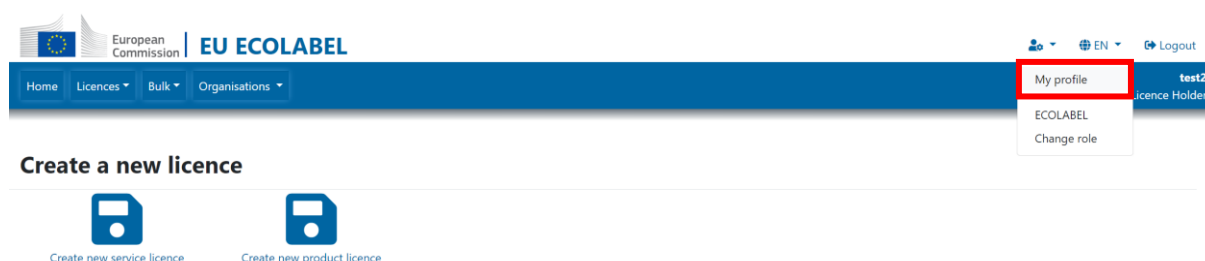 European
Commission
EU ECOLABEL
EN
Logout
Home
Licences
Bulk
Organisations
My profile
test2
Licence Holder
ECOLABEL
Change role
Create a new licence
Create new service licence
Create new product licence